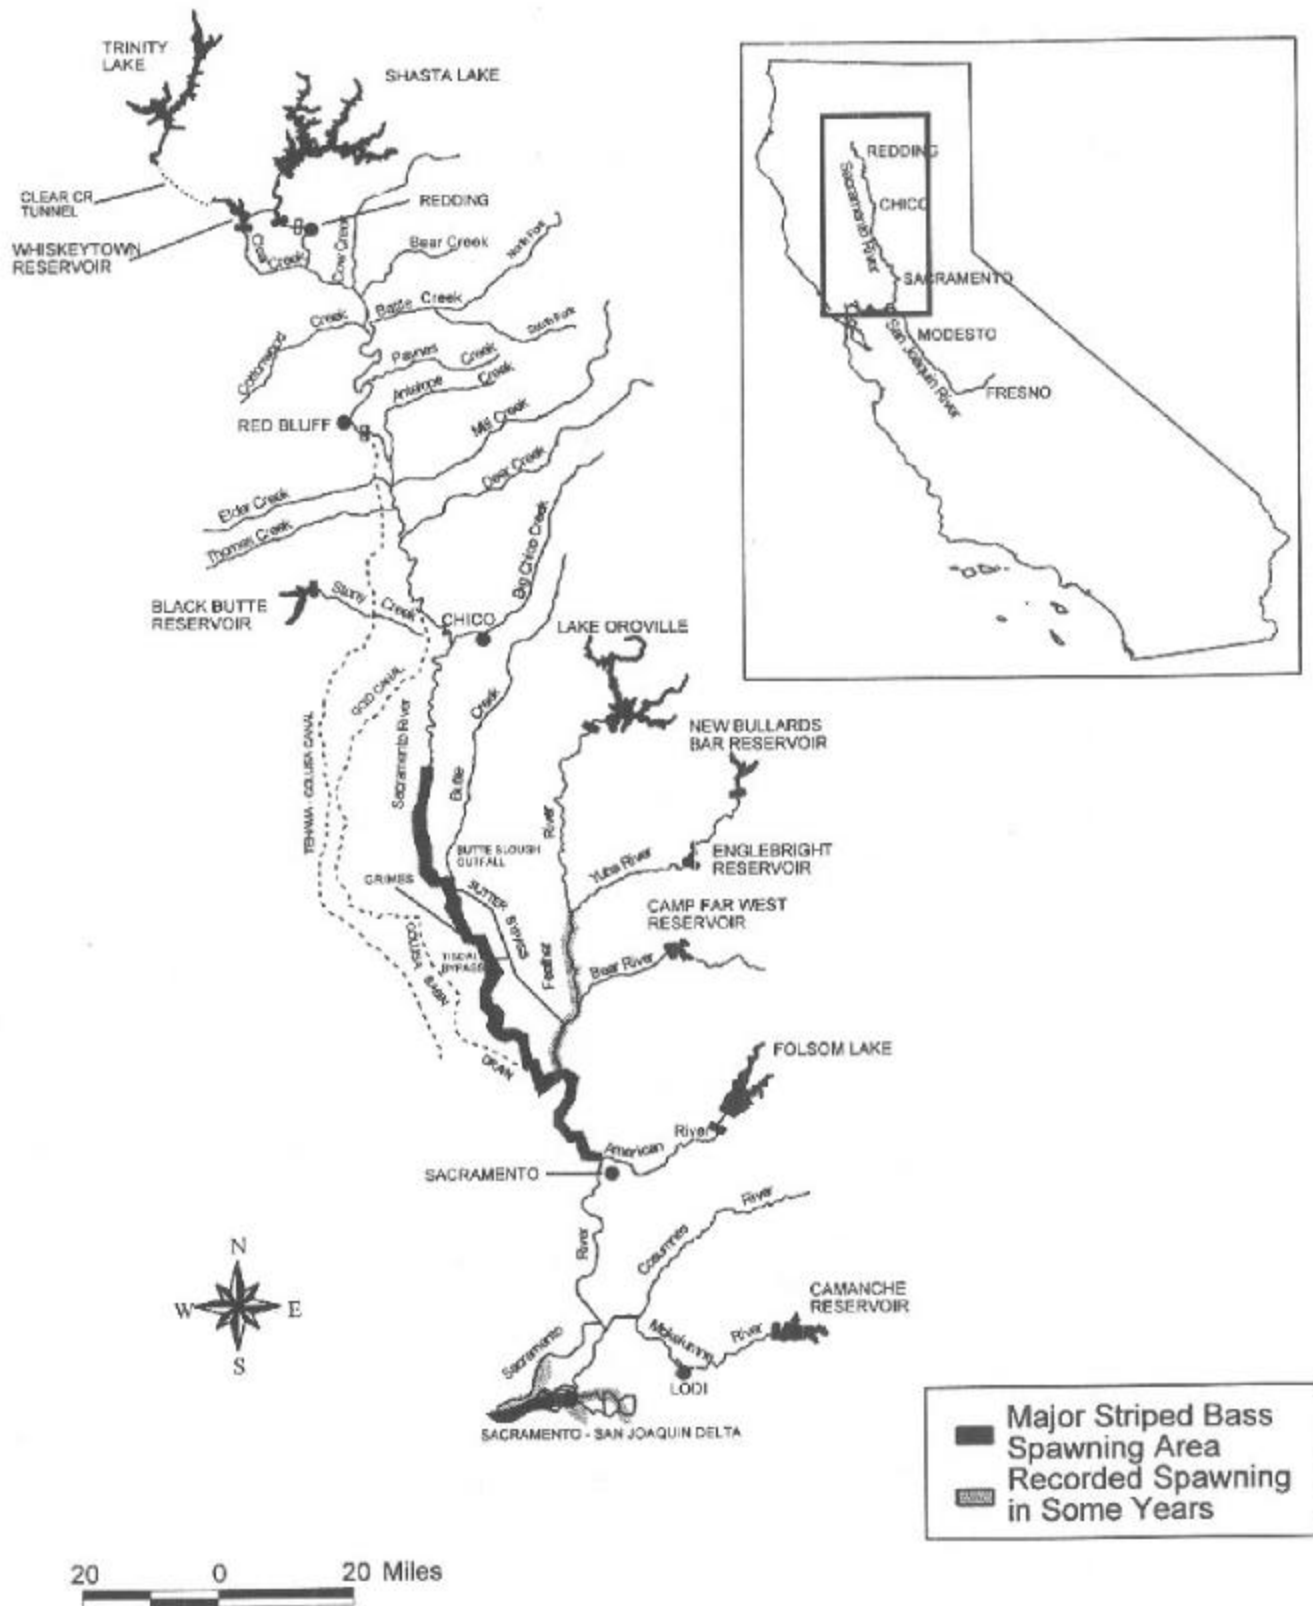 TRINITY
LAKE
SHASTA LAKE
CLEAR CR
TUNNEL
REDDING
WHISKEYTOWN
RESERVOIR
Clear Creek
Cow Creek
Bear Creek
North Fork
Battle Creek
South Fork
Cottonwood Creek
Paynes Creek
Antelope Creek
RED BLUFF
Mill Creek
Deer Creek
Elder Creek
Thomes Creek
Big Chico Creek
BLACK BUTTE
RESERVOIR
Stony Creek
CHICO
LAKE OROVILLE
TEHAMA - COLUSA CANAL
Sacramento River
Butte Creek
NEW BULLARDS
BAR RESERVOIR
BUTTE SLOUGH
OUTFALL
GRIMES
SUTTER BYPASS
Feather River
Yuba River
ENGLEBRIGHT
RESERVOIR
CAMP FAR WEST
RESERVOIR
Bear River
BYPASS
COLUSA BASIN
DRAIN
FOLSOM LAKE
American River
SACRAMENTO
Sacramento River
Cosumnes River
CAMANCHE
RESERVOIR
Mokelumne River
LODI
SACRAMENTO - SAN JOAQUIN DELTA
N
W E
S
REDDING
CHICO
Sacramento River
SACRAMENTO
MODESTO
San Joaquin River
FRESNO
Major Striped Bass
Spawning Area
Recorded Spawning
in Some Years
20 0 20 Miles